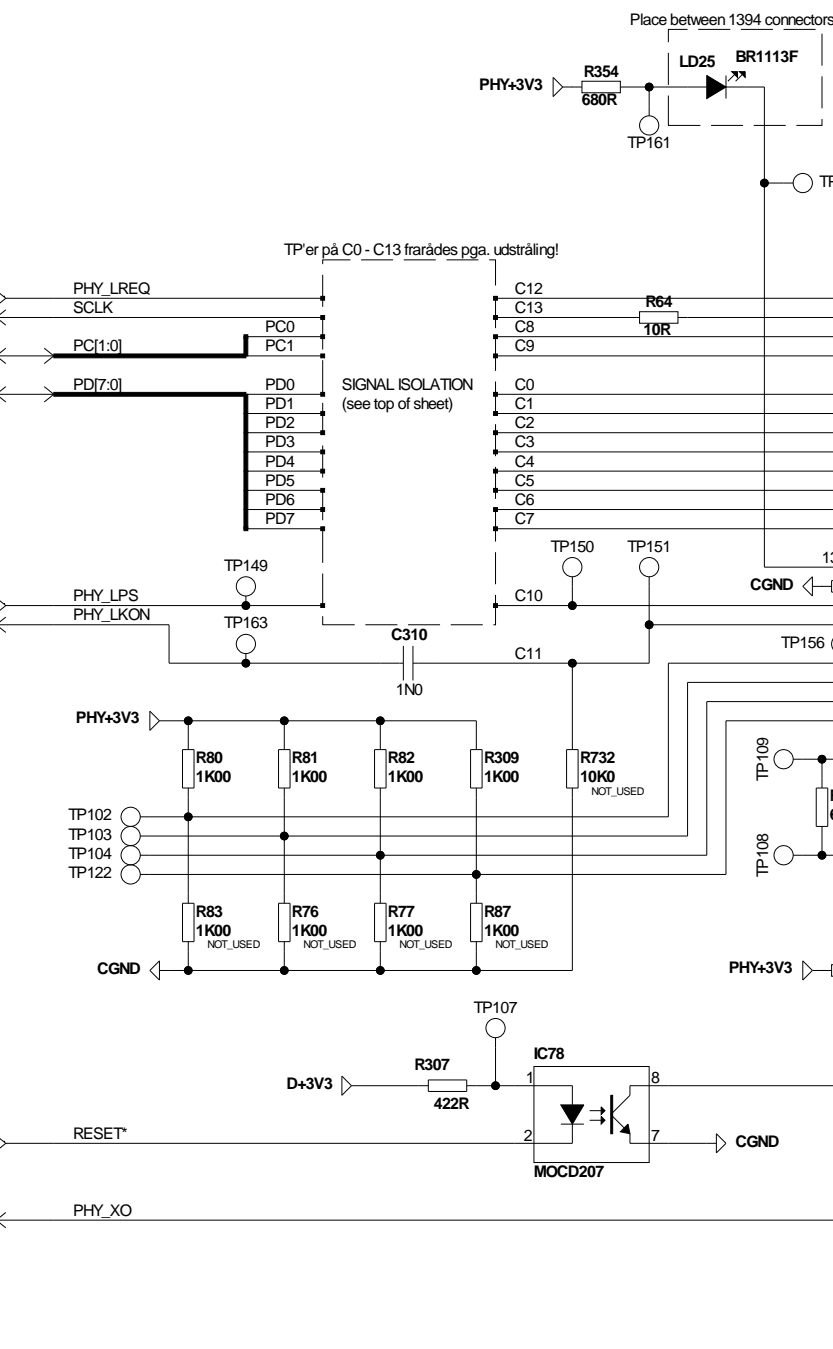 Place between 1394 connectors
LD25 BR1113F
PHY+3V3 R354
680R
TP161
TP'er på C0 - C13 frarådes pga. udstråling!
PHY_LREQ C12
SCLK C13 R64
PC0 C8 10R
PC[1:0] PC1 C9
PD[7:0] PD0 SIGNAL ISOLATION C0
PD1 (see top of sheet) C1
PD2 C2
PD3 C3
PD4 C4
PD5 C5
PD6 C6
PD7 C7
TP149 TP150 TP151
CGND
PHY_LPS C10
PHY_LKON TP163 C310 TP156
C11
1N0
PHY+3V3
R80 R81 R82 R309 R732 TP109
1K00 1K00 1K00 1K00 10K0
NOT_USED
TP102
TP103
TP104 TP108
TP122
R83 R76 R77 R87
1K00 1K00 1K00 1K00
NOT_USED NOT_USED NOT_USED NOT_USED
CGND PHY+3V3
TP107
R307 IC78
D+3V3 1 8
422R
RESET* 2 7 CGND
MOCD207
PHY_XO